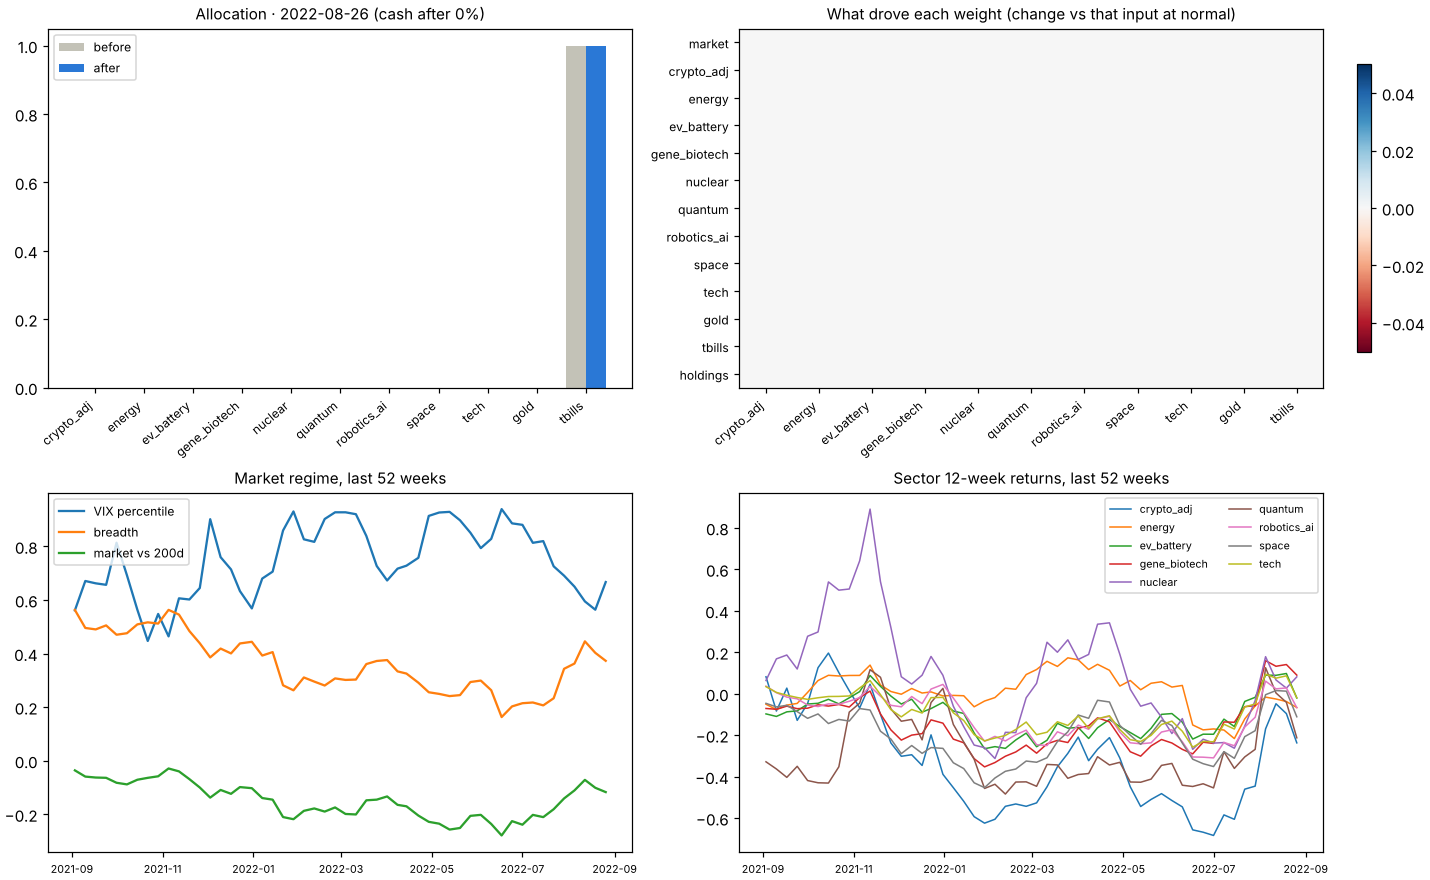 Allocation · 2022-08-26 (cash after 0%)
before
after
1.0
0.8
0.6
0.4
0.2
0.0
crypto_adj
energy
ev_battery
gene_biotech
nuclear
quantum
robotics_ai
space
tech
gold
tbills
What drove each weight (change vs that input at normal)
market
crypto_adj
energy
ev_battery
gene_biotech
nuclear
quantum
robotics_ai
space
tech
gold
tbills
holdings
crypto_adj
energy
ev_battery
gene_biotech
nuclear
quantum
robotics_ai
space
tech
gold
tbills
0.04
0.02
0.00
−0.02
−0.04
Market regime, last 52 weeks
VIX percentile
breadth
market vs 200d
0.8
0.6
0.4
0.2
0.0
−0.2
2021-09
2021-11
2022-01
2022-03
2022-05
2022-07
2022-09
Sector 12-week returns, last 52 weeks
crypto_adj
energy
ev_battery
gene_biotech
nuclear
quantum
robotics_ai
space
tech
0.8
0.6
0.4
0.2
0.0
−0.2
−0.4
−0.6
2021-09
2021-11
2022-01
2022-03
2022-05
2022-07
2022-09